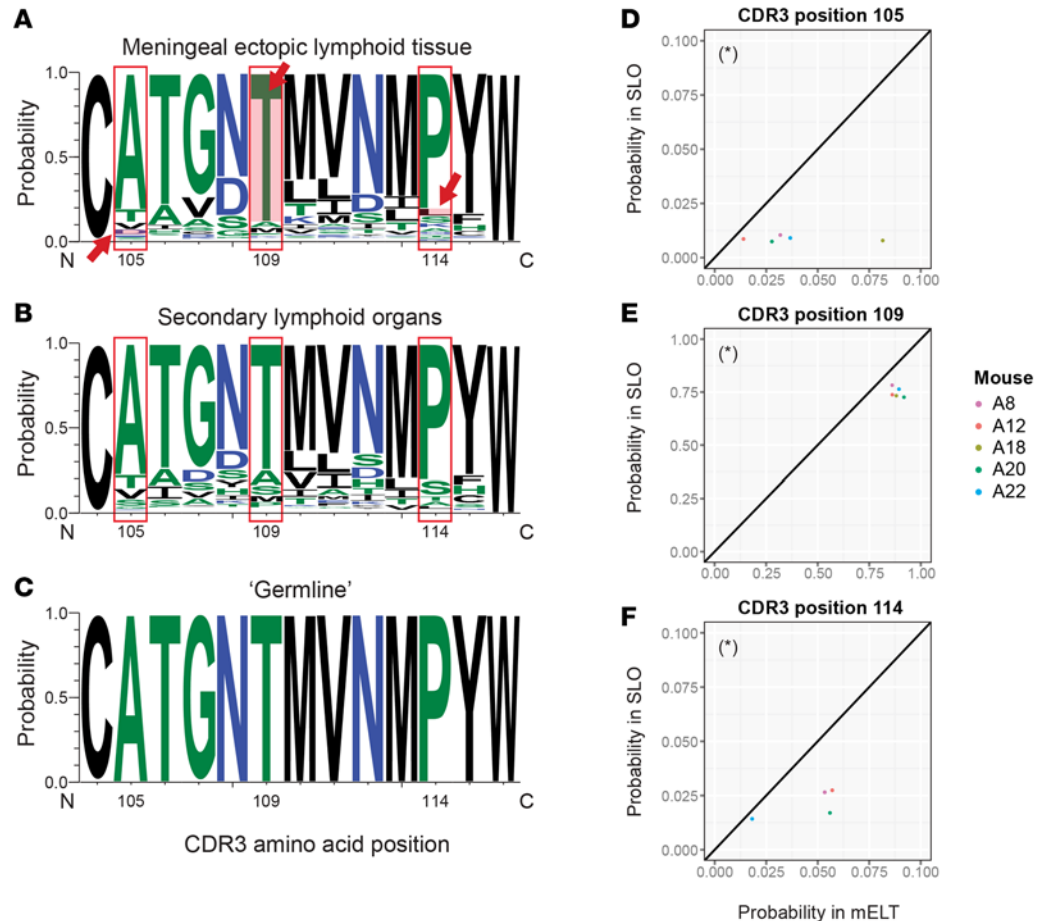 A
Meningeal ectopic lymphoid tissue
Probability
1.0
0.5
0.0
CATGNTMVNMPYW
N 105 109 114 C
B
Secondary lymphoid organs
Probability
1.0
0.5
0.0
CATGNTMVNMPYW
N 105 109 114 C
C
‘Germline’
Probability
1.0
0.5
0.0
CATGNTMVNMPYW
N 105 109 114 C
CDR3 amino acid position
D
CDR3 position 105
(*)
Probability in SLO
0.100
0.075
0.050
0.025
0.000
0.000 0.025 0.050 0.075 0.100
E
CDR3 position 109
(*)
Probability in SLO
1.00
0.75
0.50
0.25
0.00
0.00 0.25 0.50 0.75 1.00
F
CDR3 position 114
(*)
Probability in SLO
0.100
0.075
0.050
0.025
0.000
0.000 0.025 0.050 0.075 0.100
Probability in mELT
Mouse
A8
A12
A18
A20
A22